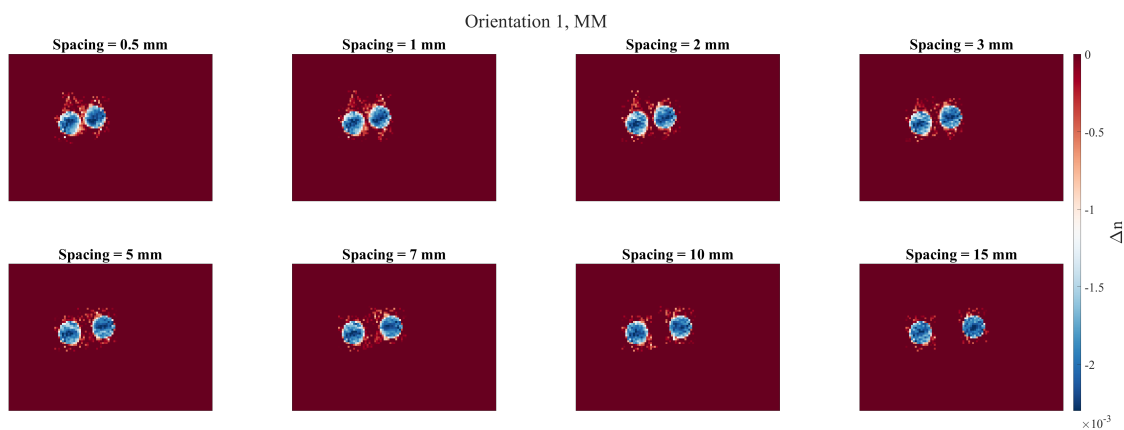 Orientation 1, MM
Spacing = 0.5 mm
Spacing = 1 mm
Spacing = 2 mm
Spacing = 3 mm
0
-0.5
-1
-1.5
-2
×10⁻³
Δn
Spacing = 5 mm
Spacing = 7 mm
Spacing = 10 mm
Spacing = 15 mm